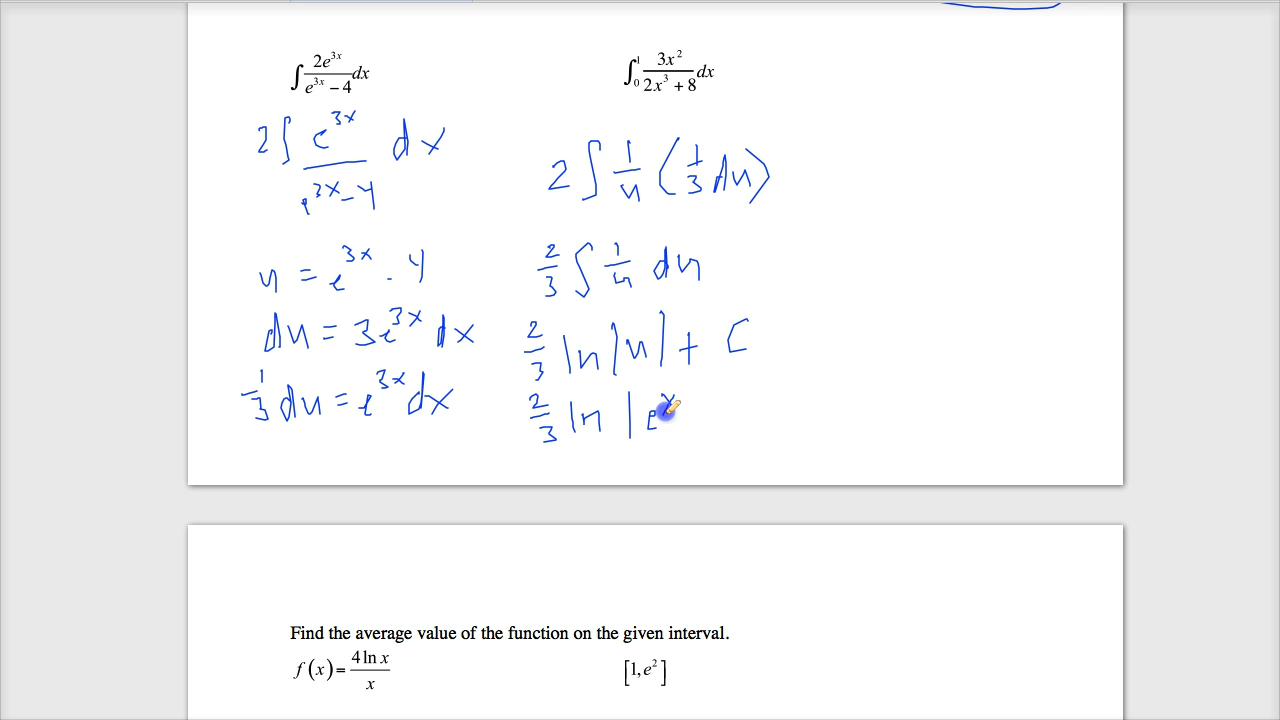 ∫ 2e^{3x}/(e^{3x} − 4) dx
∫_0^1 3x^2/(2x^3 + 8) dx
2∫ e^{3x}/(e^{3x} − 4) dx
u = e^{3x} - 4
du = 3e^{3x} dx
1/3 du = e^{3x} dx
2∫ 1/u (1/3 du)
2/3 ∫ 1/u du
2/3 ln|u| + C
2/3 ln |e^x
Find the average value of the function on the given interval.
f(x) = 4 ln x / x
[1, e^2]